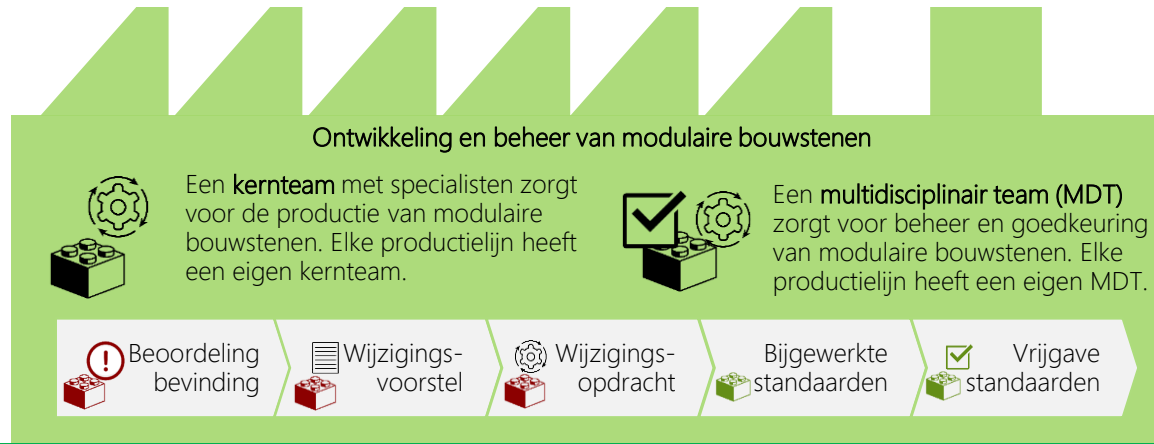 Ontwikkeling en beheer van modulaire bouwstenen
Een kernteam met specialisten zorgt
voor de productie van modulaire
bouwstenen. Elke productielijn heeft
een eigen kernteam.
Een multidisciplinair team (MDT)
zorgt voor beheer en goedkeuring
van modulaire bouwstenen. Elke
productielijn heeft een eigen MDT.
Beoordeling
bevinding
Wijzigings-
voorstel
Wijzigings-
opdracht
Bijgewerkte
standaarden
Vrijgave
standaarden